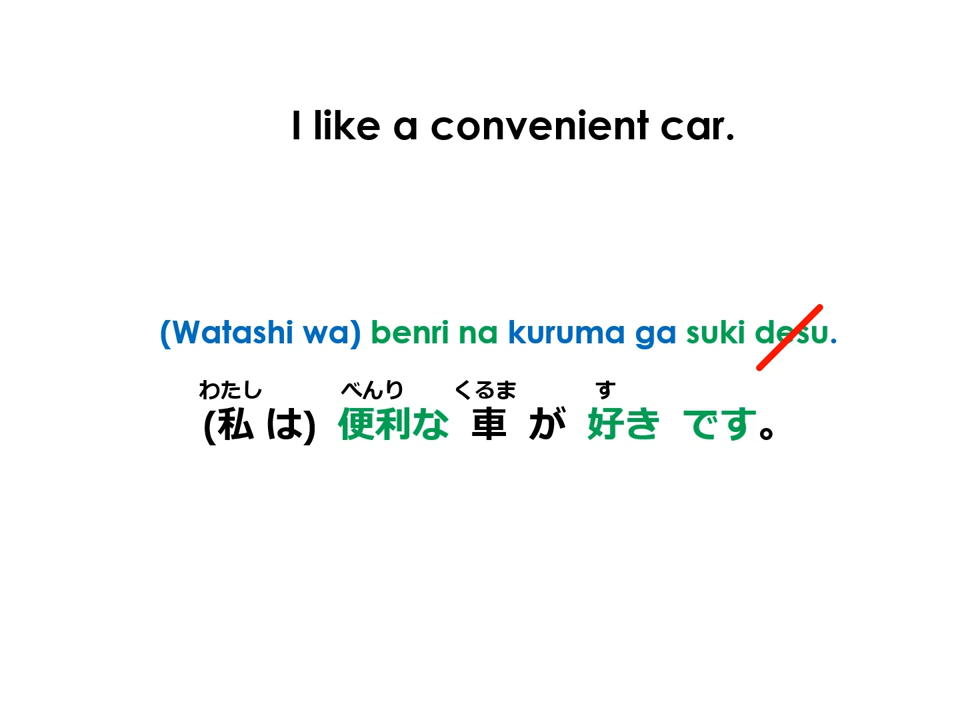 I like a convenient car.
(Watashi wa) benri na kuruma ga suki desu.
わたし べんり くるま す
(私 は) 便利な 車 が 好き です。